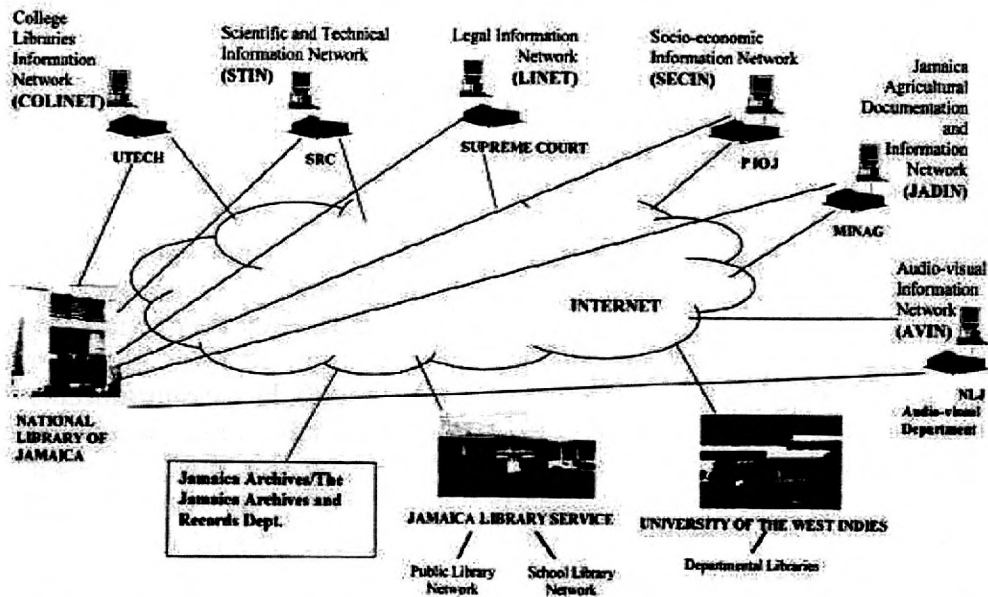 College
Libraries
Information
Network
(COLINET)
UTECH
Scientific and Technical
Information Network
(STIN)
SRC
Legal Information
Network
(LINET)
SUPREME COURT
Socio-economic
Information Network
(SECIN)
PIOJ
Jamaica
Agricultural
Documentation
and
Information
Network
(JADIN)
MINAG
Audio-visual
Information
Network
(AVIN)
NLJ
Audio-visual
Department
INTERNET
NATIONAL
LIBRARY OF
JAMAICA
Jamaica Archives/The
Jamaica Archives and
Records Dept.
JAMAICA LIBRARY SERVICE
Public Library
Network
School Library
Network
UNIVERSITY OF THE WEST INDIES
Departmental Libraries